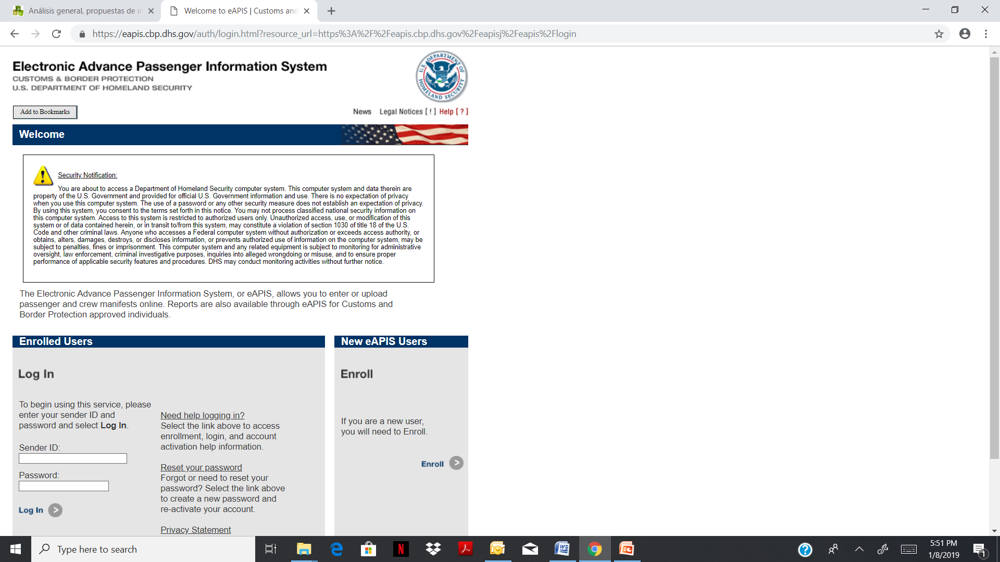 Análisis general, propuestas de
Welcome to eAPIS | Customs and
https://eapis.cbp.dhs.gov/auth/login.html?resource_url=https%3A%2F%2Feapis.cbp.dhs.gov%2Feapisj%2Feapis%2Flogin
Electronic Advance Passenger Information System
CUSTOMS & BORDER PROTECTION
U.S. DEPARTMENT OF HOMELAND SECURITY
U.S. DEPARTMENT OF HOMELAND SECURITY
Add to Bookmarks
News Legal Notices [ ! ] Help [ ? ]
Welcome
Security Notification:
You are about to access a Department of Homeland Security computer system. This computer system and data therein are
property of the U.S. Government and provided for official U.S. Government information and use. There is no expectation of privacy
when you use this computer system. The use of a password or any other security measure does not establish an expectation of privacy.
By using this system, you consent to the terms set forth in this notice. You may not process classified national security information on
this computer system. Access to this system is restricted to authorized users only. Unauthorized access, use, or modification of this
system or of data contained herein, or in transit to/from this system, may constitute a violation of section 1030 of title 18 of the U.S.
Code and other criminal laws. Anyone who accesses a Federal computer system without authorization or exceeds access authority, or
obtains, alters, damages, destroys, or discloses information, or prevents authorized use of information on the computer system, may be
subject to penalties, fines or imprisonment. This computer system and any related equipment is subject to monitoring for administrative
oversight, law enforcement, criminal investigative purposes, inquiries into alleged wrongdoing or misuse, and to ensure proper
performance of applicable security features and procedures. DHS may conduct monitoring activities without further notice.
The Electronic Advance Passenger Information System, or eAPIS, allows you to enter or upload
passenger and crew manifests online. Reports are also available through eAPIS for Customs and
Border Protection approved individuals.
Enrolled Users
Log In
To begin using this service, please
enter your sender ID and
password and select Log In.
Sender ID:
Password:
Log In
Need help logging in?
Select the link above to access
enrollment, login, and account
activation help information.
Reset your password
Forgot or need to reset your
password? Select the link above
to create a new password and
re-activate your account.
Privacy Statement
New eAPIS Users
Enroll
If you are a new user,
you will need to Enroll.
Enroll
Type here to search
5:51 PM
1/8/2019
1